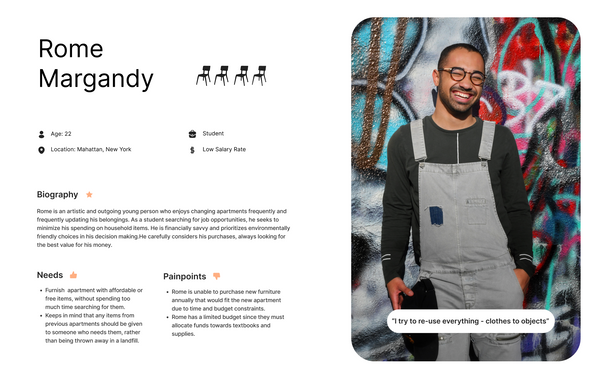 Rome
Margandy
Age: 22
Student
Location: Mahattan, New York
Low Salary Rate
Biography
Rome is an artistic and outgoing young person who enjoys changing apartments frequently and
frequently updating his belongings. As a student searching for job opportunities, he seeks to
minimize his spending on household items. He is financially savvy and prioritizes environmentally
friendly choices in his decision making.He carefully considers his purchases, always looking for
the best value for his money.
Needs
Furnish apartment with affordable or
free items, without spending too
much time searching for them.
Keeps in mind that any items from
previous apartments should be given
to someone who needs them, rather
than being thrown away in a landfill.
Painpoints
Rome is unable to purchase new furniture
annually that would fit the new apartment
due to time and budget constraints.
Rome has a limited budget since they must
allocate funds towards textbooks and
supplies.
"I try to re-use everything - clothes to objects"